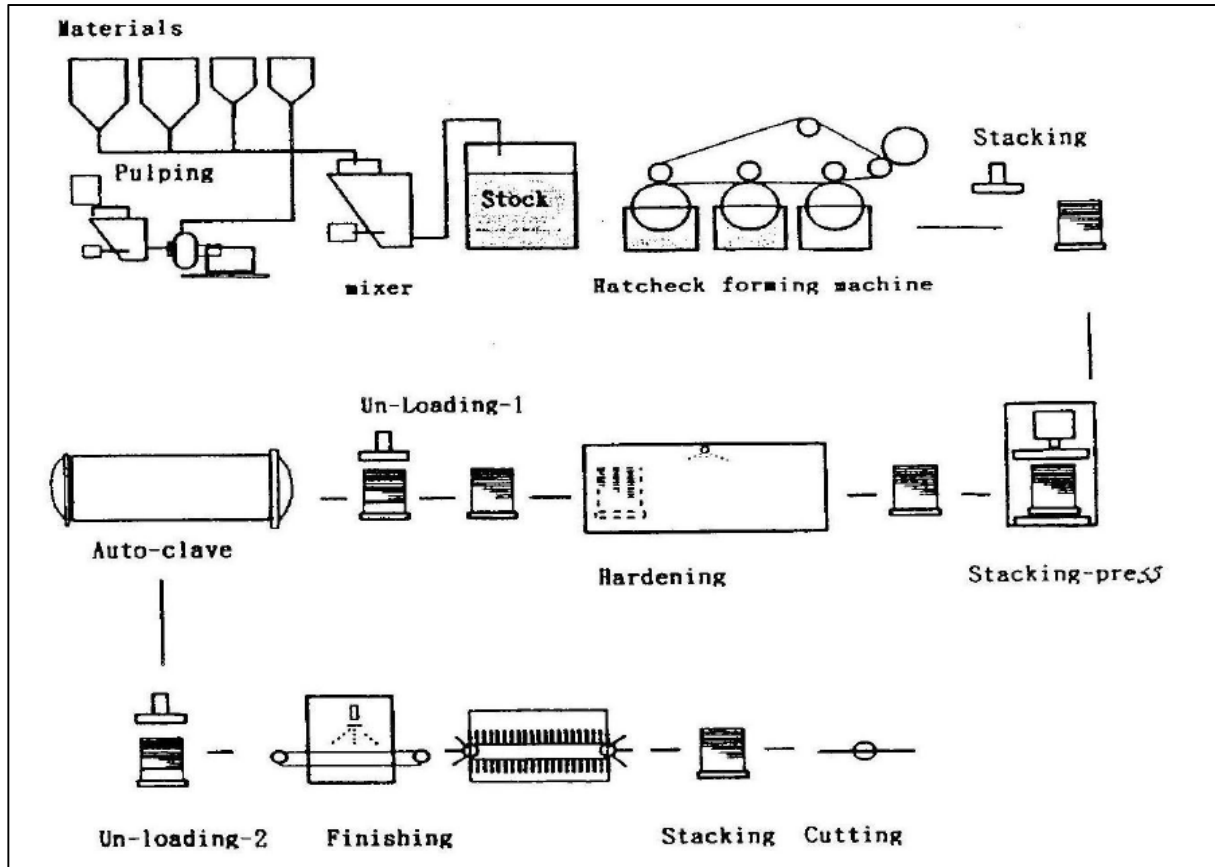 Materials
Pulping
Stock
Stacking
mixer
Hatcheck forming machine
Un-Loading-1
Auto-clave
Hardening
Stacking-press
Un-loading-2
Finishing
Stacking
Cutting